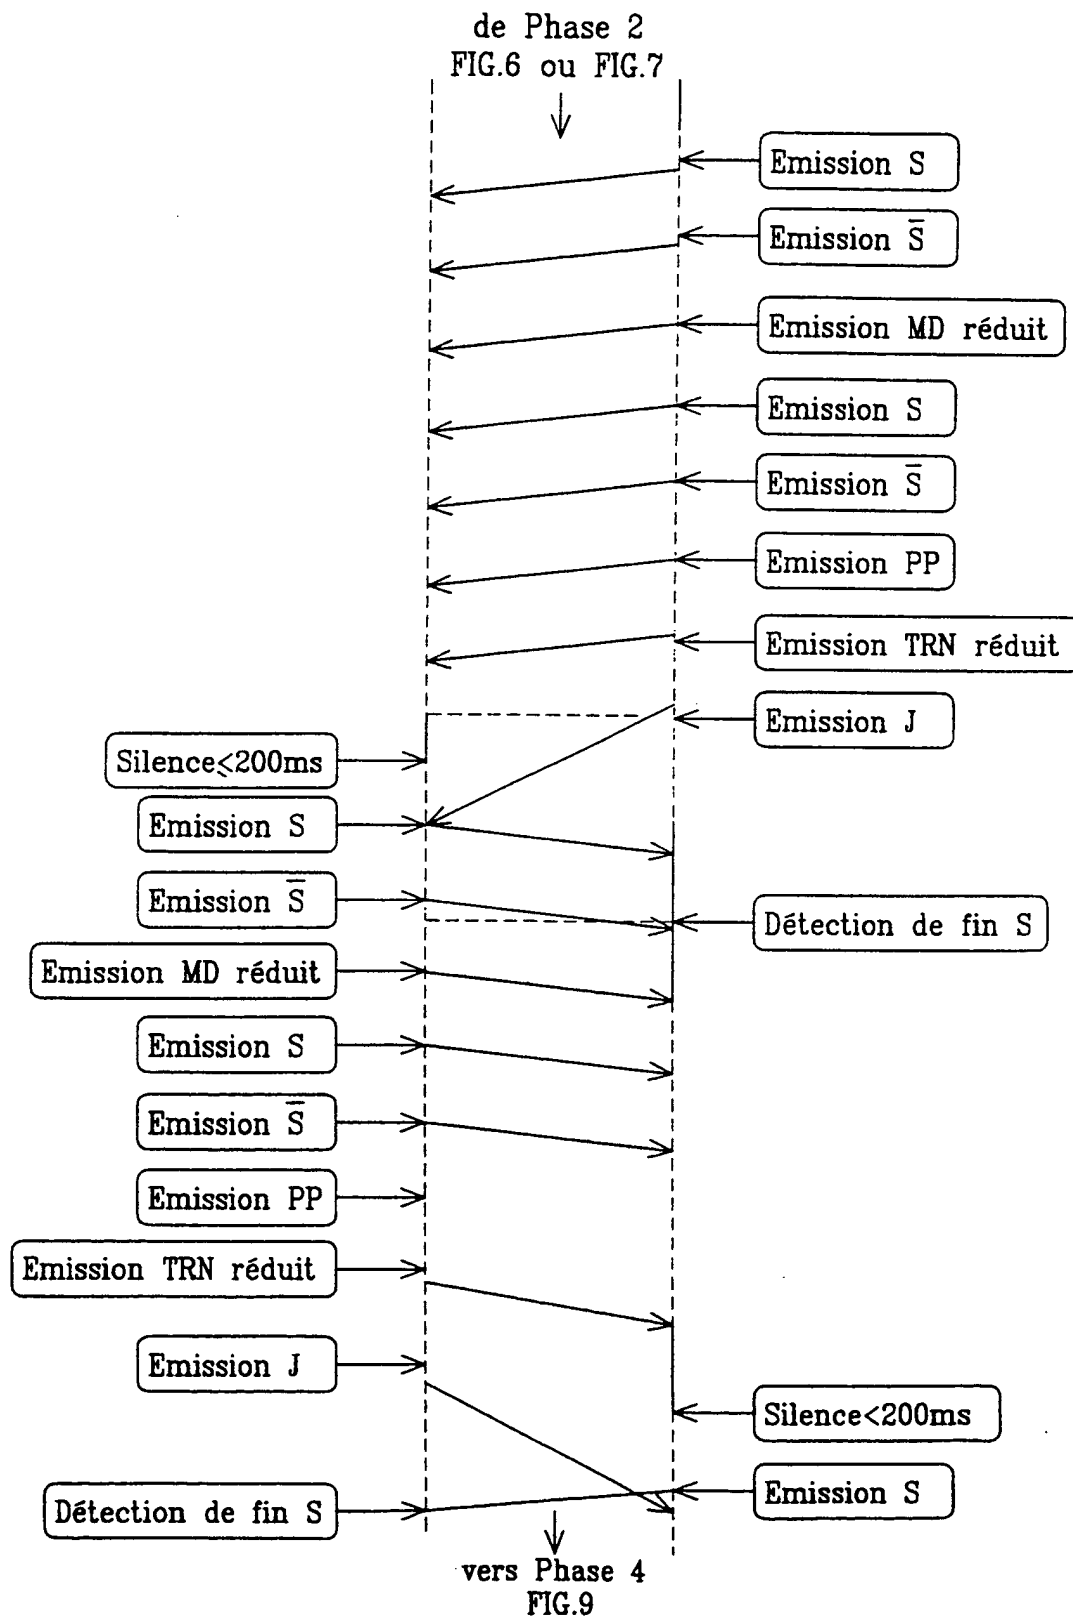 de Phase 2
FIG.6 ou FIG.7
Emission S
Emission S̅
Emission MD réduit
Emission S
Emission S̅
Emission PP
Emission TRN réduit
Emission J
Silence≤200ms
Emission S
Emission S̅
Détection de fin S
Emission MD réduit
Emission S
Emission S̅
Emission PP
Emission TRN réduit
Emission J
Silence<200ms
Emission S
Détection de fin S
vers Phase 4
FIG.9